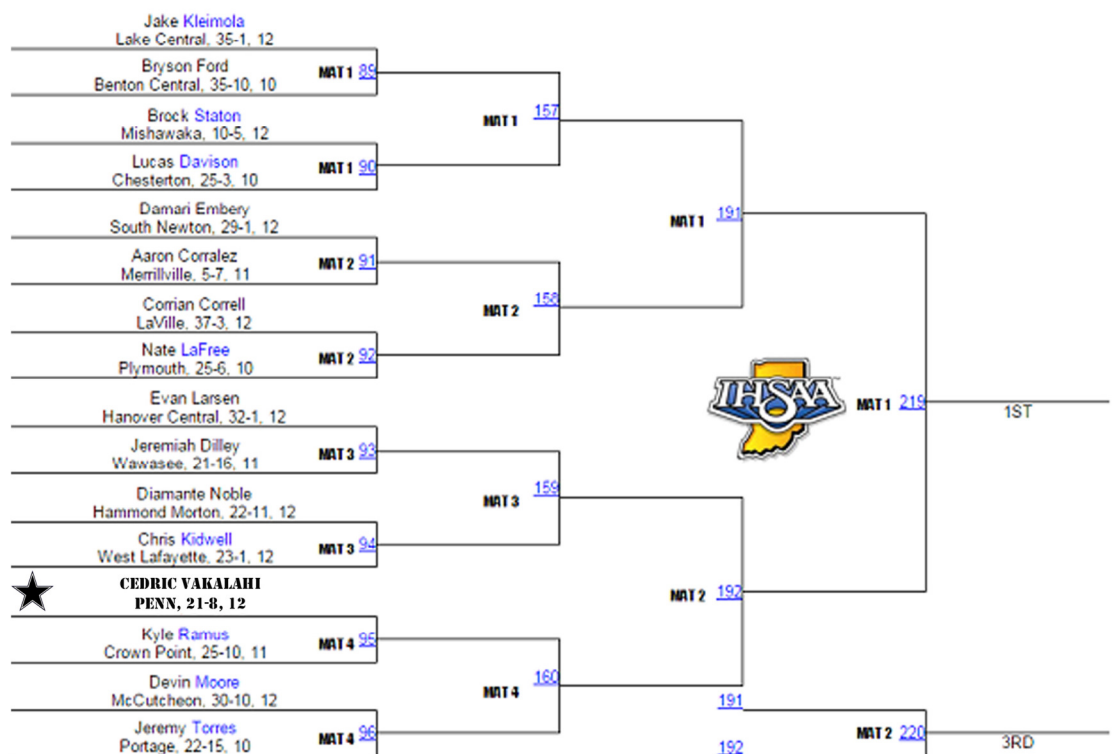 Jake Kleimola
Lake Central, 35-1, 12
Bryson Ford
Benton Central, 35-10, 10
MAT 1 89
Brock Staton
Mishawaka, 10-5, 12
MAT 1 157
Lucas Davison
Chesterton, 25-3, 10
MAT 1 90
Damari Embery
South Newton, 29-1, 12
MAT 1 191
Aaron Corralez
Merrillville, 5-7, 11
MAT 2 91
Corrian Correll
LaVille, 37-3, 12
MAT 2 158
Nate LaFree
Plymouth, 25-6, 10
MAT 2 92
Evan Larsen
Hanover Central, 32-1, 12
IHSAA
MAT 1 219
1ST
Jeremiah Dilley
Wawasee, 21-16, 11
MAT 3 93
Diamante Noble
Hammond Morton, 22-11, 12
MAT 3 159
Chris Kidwell
West Lafayette, 23-1, 12
MAT 3 94
CEDRIC VAKALAHI
PENN, 21-8, 12
MAT 2 192
Kyle Ramus
Crown Point, 25-10, 11
MAT 4 95
Devin Moore
McCutcheon, 30-10, 12
MAT 4 160
191
Jeremy Torres
Portage, 22-15, 10
MAT 4 96
192
MAT 2 220
3RD